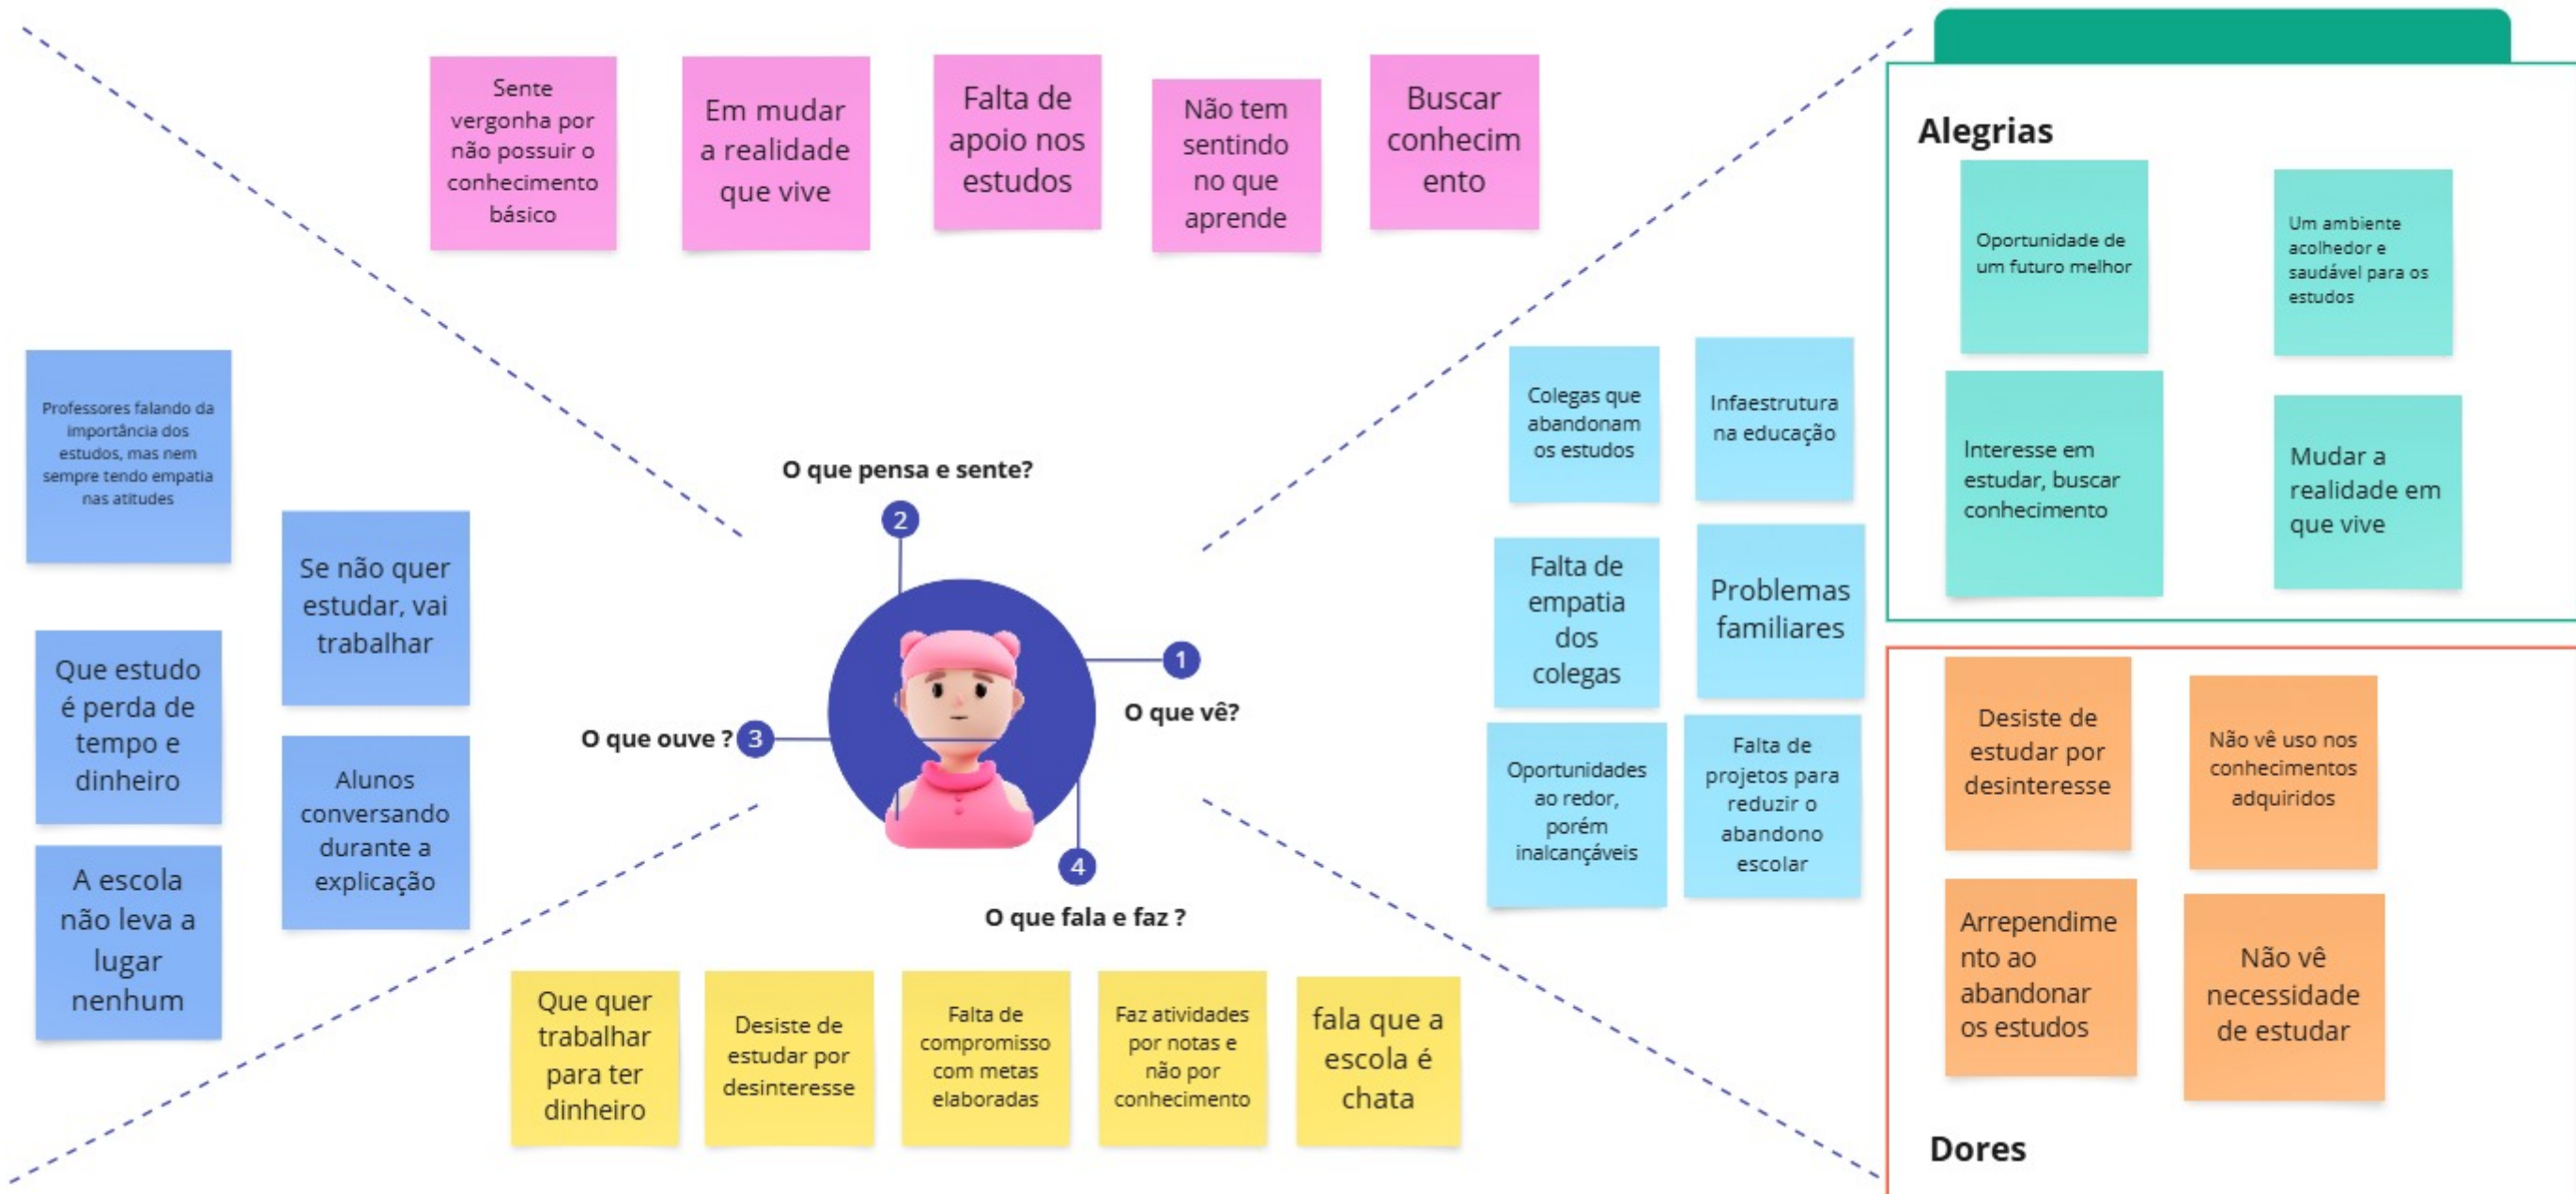 Sente
vergonha por
não possuir o
conhecimento
básico
Em mudar
a realidade
que vive
Falta de
apoio nos
estudos
Não tem
sentindo
no que
aprende
Buscar
conhecim
ento
O que pensa e sente?
2
1
O que vê?
O que ouve ?
3
4
O que fala e faz ?
Professores falando da
importância dos
estudos, mas nem
sempre tendo empatia
nas atitudes
Se não quer
estudar, vai
trabalhar
Que estudo
é perda de
tempo e
dinheiro
Alunos
conversando
durante a
explicação
A escola
não leva a
lugar
nenhum
Colegas que
abandonam
os estudos
Infaestrutura
na educação
Falta de
empatia
dos
colegas
Problemas
familiares
Oportunidades
ao redor,
porém
inalcançáveis
Falta de
projetos para
reduzir o
abandono
escolar
Que quer
trabalhar
para ter
dinheiro
Desiste de
estudar por
desinteresse
Falta de
compromisso
com metas
elaboradas
Faz atividades
por notas e
não por
conhecimento
fala que a
escola é
chata
Alegrias
Oportunidade de
um futuro melhor
Um ambiente
acolhedor e
saudável para os
estudos
Interesse em
estudar, buscar
conhecimento
Mudar a
realidade em
que vive
Desiste de
estudar por
desinteresse
Não vê uso nos
conhecimentos
adquiridos
Arrependime
nto ao
abandonar
os estudos
Não vê
necessidade
de estudar
Dores